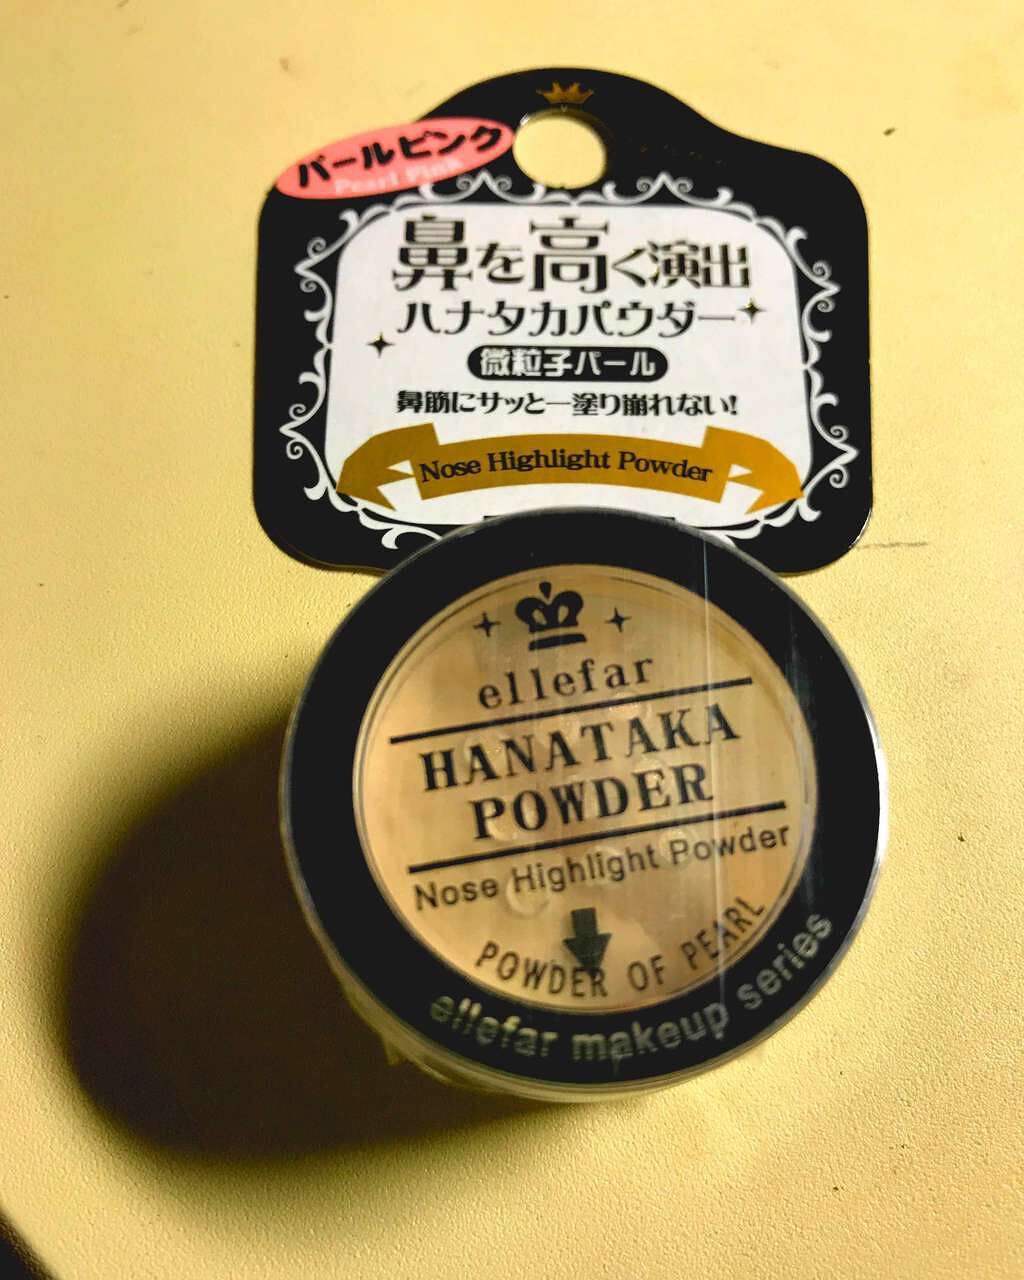 パールピンク
Pearl Pink
鼻を高く演出
ハナタカパウダー
微粒子パール
鼻筋にサッと一塗り崩れない!
Nose Highlight Powder
ellefar
HANATAKA
POWDER
Nose Highlight Powder
POWDER OF PEARL
ellefar makeup series